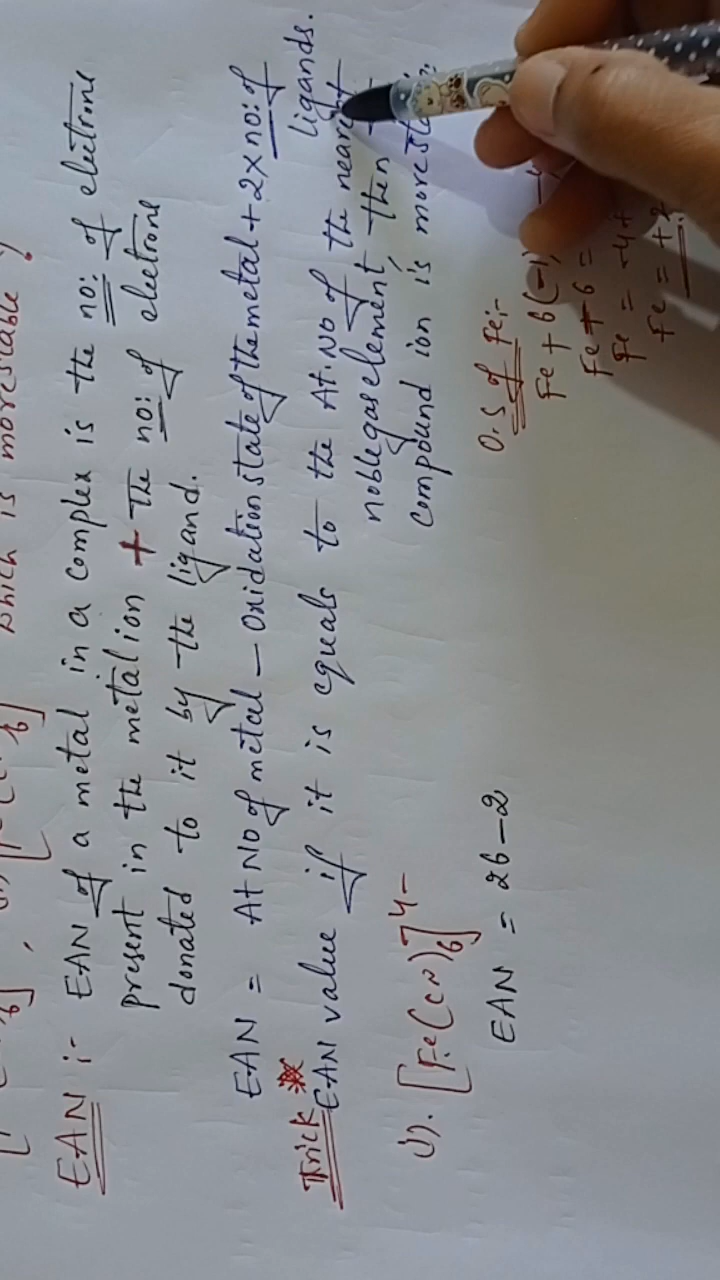 which is more stable ?
EAN :- EAN of a metal in a complex is the no: of electrons
present in the metal ion + The no: of electrons
donated to it by the ligand.
EAN = At No of metal – Oxidation state of the metal + 2 x no: of
ligands.
Trick EAN value if it is equals to the At. No of the
noble gas element, then
compound ion is more
(i). [Fe(CN)6]4–
EAN = 26 – 2
O.S of Fe:-
Fe + 6(-1)
Fe + 6 =
Fe = -4+
Fe = +2